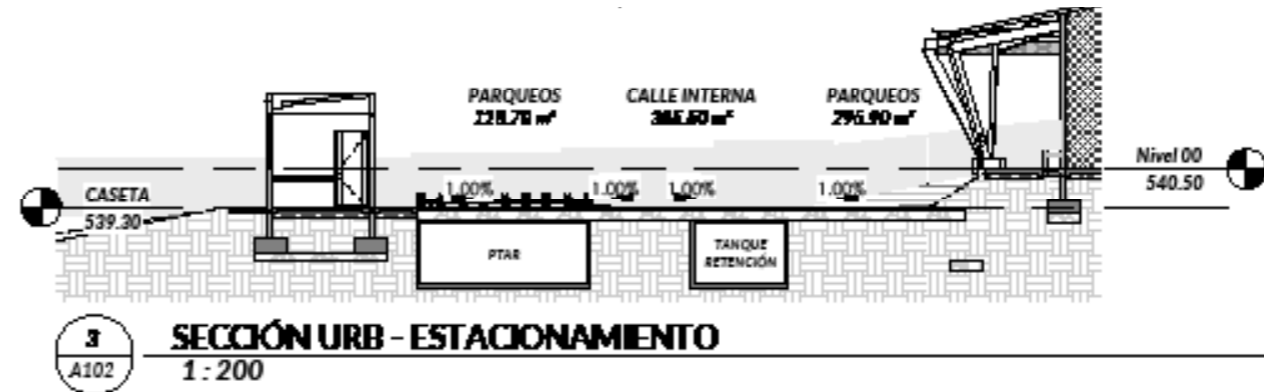 PARQUEOS
CALLE INTERNA
PARQUEOS
295.90 m²
Nivel 00
540.50
CASETA
539.30
1.00%
1.00%
1.00%
1.00%
PTAR
TANQUE
RETENCIÓN
3
A102
SECCIÓN URB - ESTACIONAMIENTO
1 : 200